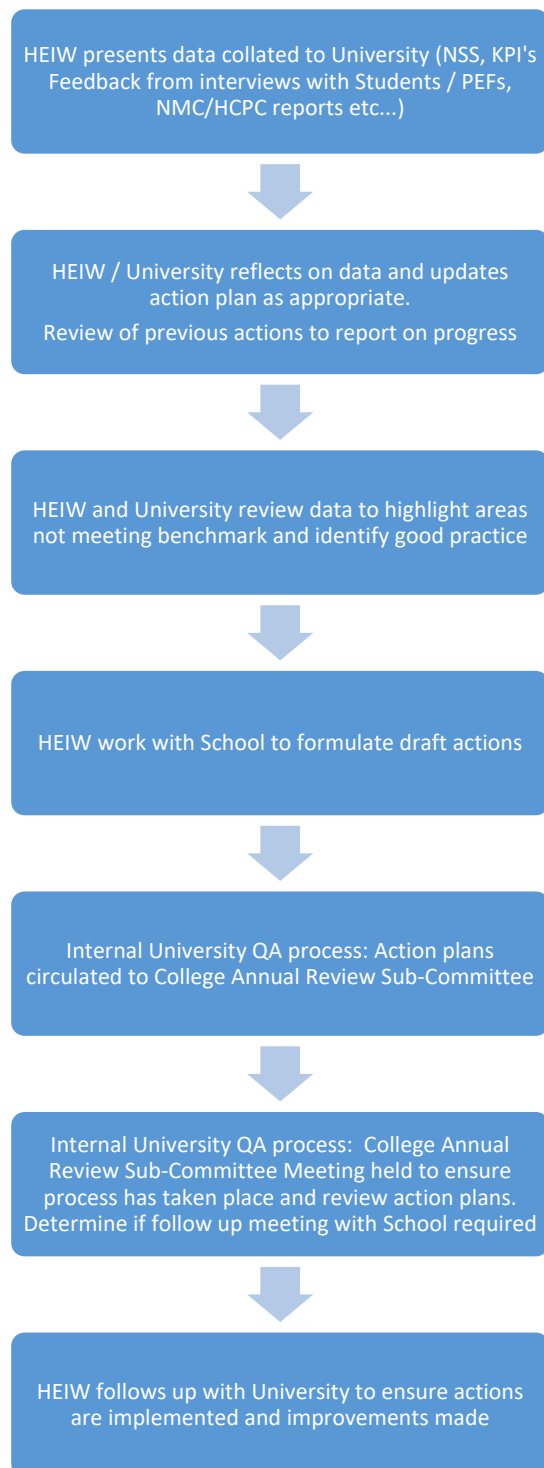 HEIW presents data collated to University (NSS, KPI's
Feedback from interviews with Students / PEFs,
NMC/HCPC reports etc...)
HEIW / University reflects on data and updates
action plan as appropriate.
Review of previous actions to report on progress
HEIW and University review data to highlight areas
not meeting benchmark and identify good practice
HEIW work with School to formulate draft actions
Internal University QA process: Action plans
circulated to College Annual Review Sub-Committee
Internal University QA process:  College Annual
Review Sub-Committee Meeting held to ensure
process has taken place and review action plans.
Determine if follow up meeting with School required
HEIW follows up with University to ensure actions
are implemented and improvements made